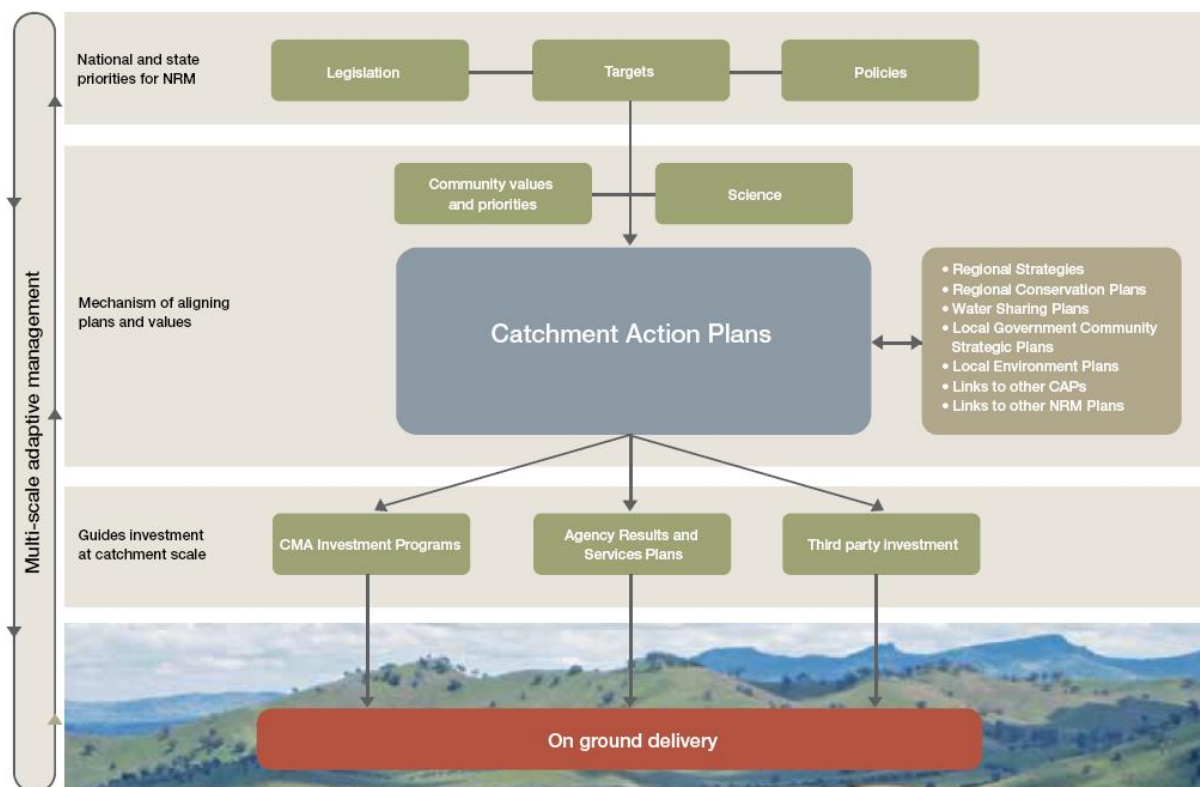 National and state
priorities for NRM
Legislation
Targets
Policies
Community values
and priorities
Science
Mechanism of aligning
plans and values
Catchment Action Plans
• Regional Strategies
• Regional Conservation Plans
• Water Sharing Plans
• Local Government Community
Strategic Plans
• Local Environment Plans
• Links to other CAPs
• Links to other NRM Plans
Multi-scale adaptive management
Guides investment
at catchment scale
CMA Investment Programs
Agency Results and
Services Plans
Third party investment
On ground delivery